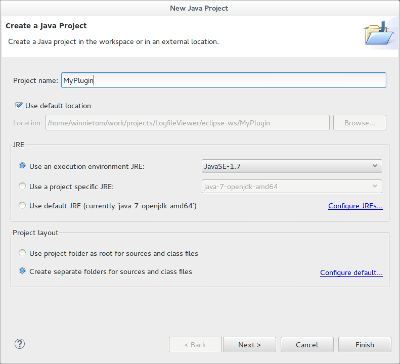 New Java Project
Create a Java Project
Create a Java project in the workspace or in an external location.
Project name: MyPlugin
Use default location
Location: /home/winnietom/work/projects/LogfileViewer/eclipse-ws/MyPlugin Browse...
JRE
Use an execution environment JRE: JavaSE-1.7
Use a project specific JRE: java-7-openjdk-amd64
Use default JRE (currently 'java-7-openjdk-amd64') Configure JREs...
Project layout
Use project folder as root for sources and class files
Create separate folders for sources and class files Configure default...
? < Back Next > Cancel Finish